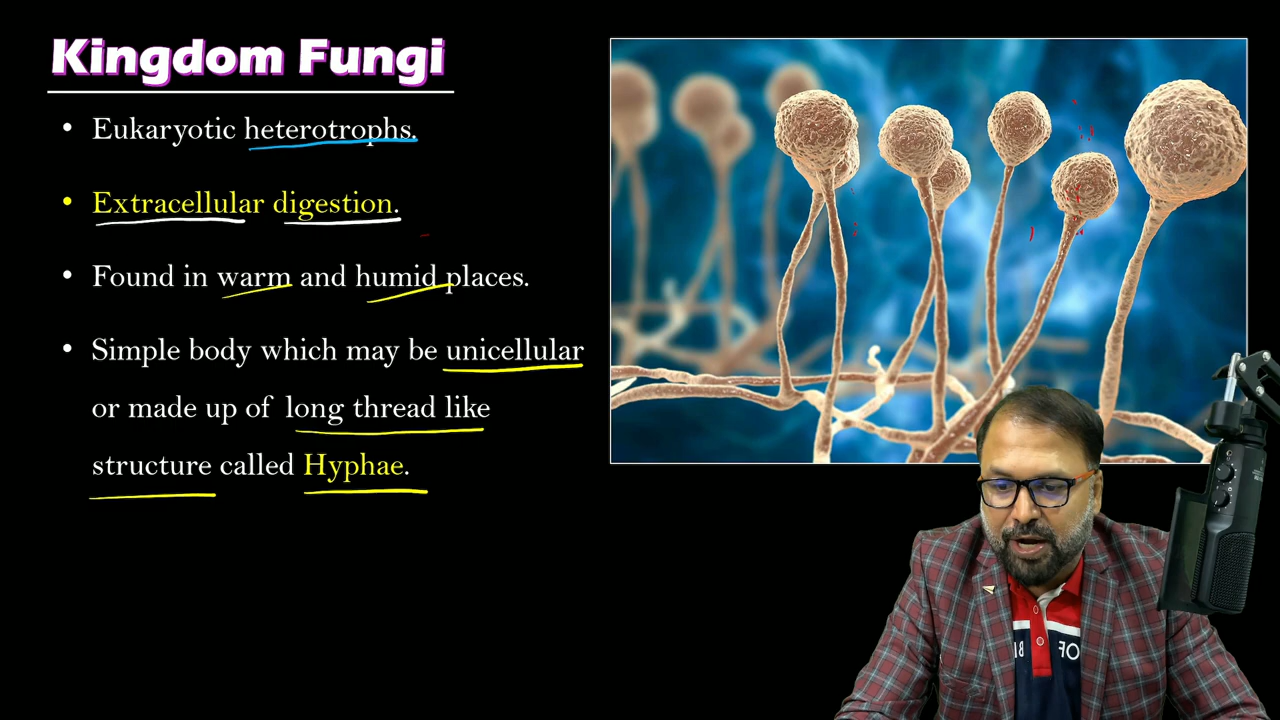 Kingdom Fungi
• Eukaryotic heterotrophs.
• Extracellular digestion.
• Found in warm and humid places.
• Simple body which may be unicellular
or made up of long thread like
structure called Hyphae.